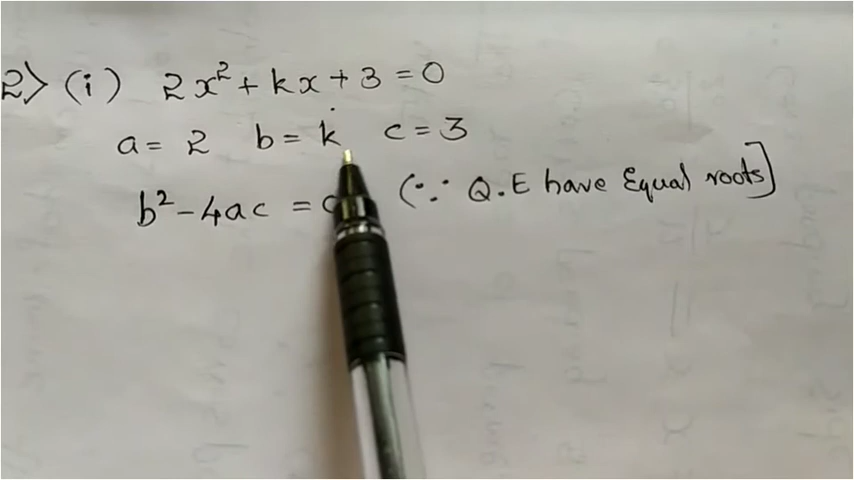 2> (i) 2x² + kx + 3 = 0
a = 2 b = k c = 3
b² - 4ac = (∵ Q.E have Equal roots]